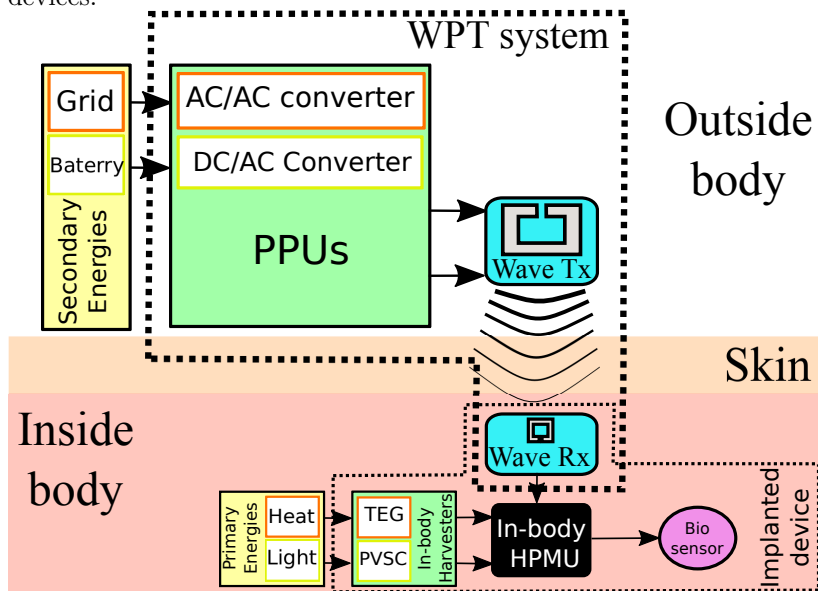 devices.
WPT system
Grid
AC/AC converter
Baterry
DC/AC Converter
Secondary
Energies
PPUs
Wave Tx
Outside
body
Skin
Inside
body
Wave Rx
Primary
Energies
Heat
Light
TEG
PVSC
In-body
Harvesters
In-body
HPMU
Bio
sensor
Implanted
device